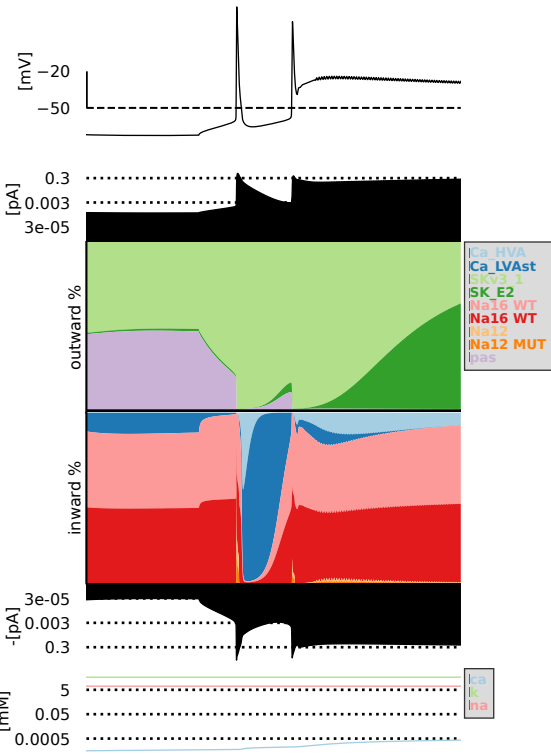 [mV]
−20
−50
[pA]
0.3
0.003
3e-05
outward %
Ca_HVA
Ca_LVAst
SKv3_1
SK_E2
Na16 WT
Na16 WT
Na12
Na12 MUT
pas
inward %
-[pA]
3e-05
0.003
0.3
[mM]
5
0.05
0.0005
ca
k
na